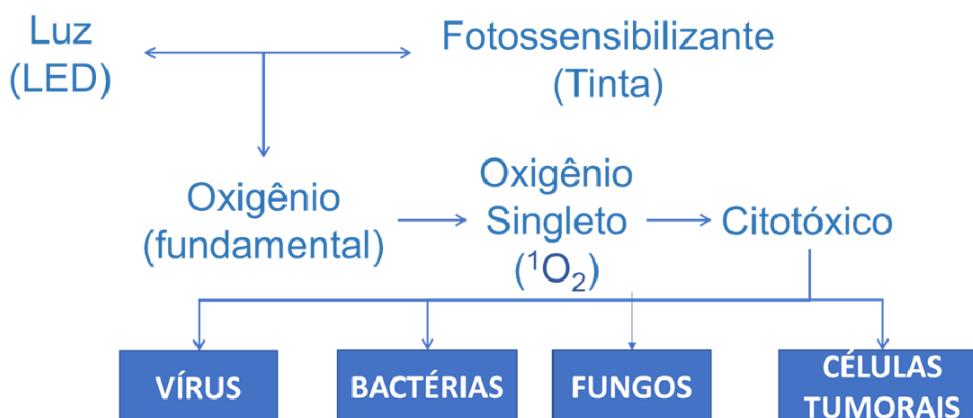 Luz
(LED)
Fotossensibilizante
(Tinta)
Oxigênio
(fundamental)
Oxigênio
Singleto
(¹O₂)
Citotóxico
VÍRUS
BACTÉRIAS
FUNGOS
CÉLULAS
TUMORAIS